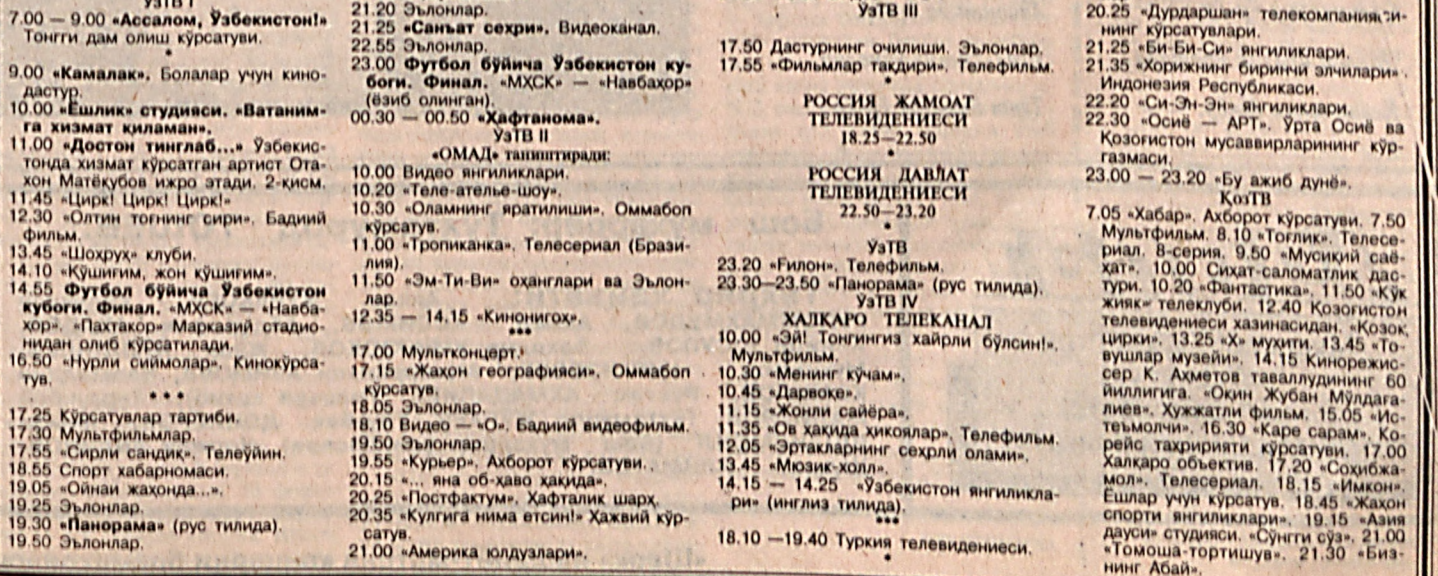 ЎзТВ I
7.00 — 9.00 «Ассалом, Ўзбекистон!»
Тонгги дам олиш кўрсатуви.
*
9.00 «Камалак». Болалар учун кино-
дастур.
10.00 «Ёшлик» студияси. «Ватаним-
га хизмат қиламан».
11.00 «Достон тинглаб...» Ўзбекис-
тонда хизмат кўрсатган артист Ота-
хон Матёқубов ижро этади. 2-қисм.
11.45 «Цирк! Цирк! Цирк!»
12.30 «Олтин тоғнинг сири». Бадиий
фильм.
13.45 «Шоҳруҳ» клуби.
14.10 «Қўшиғим, жон қўшиғим».
14.55 Футбол бўйича Ўзбекистон
кубоги. Финал. «МҲСК» — «Навба-
ҳор». «Пахтакор» Марказий стадио-
нидан олиб кўрсатилади.
16.50 «Нурли сиймолар». Кинокўрса-
тув.
* * *
17.25 Кўрсатувлар тартиби.
17.30 Мультфильмлар.
17.55 «Сирли сандиқ». Телеўйин.
18.55 Спорт хабарномаси.
19.05 «Ойнаи жаҳонда...».
19.25 Эълонлар.
19.30 «Панорама» (рус тилида).
19.50 Эълонлар.
21.20 Эълонлар.
21.25 «Санъат сеҳри». Видеоканал.
22.55 Эълонлар.
23.00 Футбол бўйича Ўзбекистон ку-
боги. Финал. «МҲСК» — «Навбаҳор»
(ёзиб олинган).
00.30 — 00.50 «Ҳафтанома».
ЎзТВ II
«ОМАД» таништиради:
10.00 Видео янгиликлари.
10.20 «Теле-ателье-шоу».
10.30 «Оламнинг яратилиши». Оммабоп
кўрсатув.
11.00 «Тропиканка». Телесериал (Брази-
лия).
11.50 «Эм-Ти-Ви» оҳанглари ва Эълон-
лар.
12.35 — 14.15 «Кинонигоҳ».
***
17.00 Мультконцерт.
17.15 «Жаҳон географияси». Оммабоп
кўрсатув.
18.05 Эълонлар.
18.10 Видео — «О». Бадиий видеофильм.
19.50 Эълонлар.
19.55 «Курьер». Ахборот кўрсатуви.
20.15 «... яна об-ҳаво ҳақида».
20.25 «Постфактум». Ҳафталик шарҳ.
20.35 «Кулгига нима етсин!» Ҳажвий кўр-
сатув.
21.00 «Америка юлдузлари».
ЎзТВ III
17.50 Дастурнинг очилиши. Эълонлар.
17.55 «Фильмлар тақдири». Телефильм.
*
РОССИЯ ЖАМОАТ
ТЕЛЕВИДЕНИЕСИ
18.25—22.50
*
РОССИЯ ДАВЛАТ
ТЕЛЕВИДЕНИЕСИ
22.50—23.20
*
ЎзТВ
23.20 «Ғилон». Телефильм.
23.30—23.50 «Панорама» (рус тилида).
ЎзТВ IV
ХАЛҚАРО ТЕЛЕКАНАЛ
10.00 «Эй! Тонгингиз хайрли бўлсин!».
Мультфильм.
10.30 «Менинг кўчам».
10.45 «Дарвоқе».
11.15 «Жонли сайёра».
11.35 «Ов ҳақида ҳикоялар». Телефильм.
12.05 «Эртакларнинг сеҳрли олами».
13.45 «Мюзик-холл».
14.15 — 14.25 «Ўзбекистон янгиликла-
ри» (инглиз тилида).
***
18.10 —19.40 Туркия телевидениеси.
*
20.25 «Дурдаршан» телекомпанияси-
нинг кўрсатувлари.
21.25 «Би-Би-Си» янгиликлари.
21.35 «Хорижнинг биринчи элчилари».
Индонезия Республикаси.
22.20 «Си-Эн-Эн» янгиликлари.
22.30 «Осиё — АРТ». Ўрта Осиё ва
Қозоғистон мусаввирларининг кўр-
газмаси.
23.00 — 23.20 «Бу ажиб дунё».
ҚозТВ
7.05 «Хабар». Ахборот кўрсатуви. 7.50
Мультфильм. 8.10 «Тоғлик». Телесе-
риал. 8-серия. 9.50 «Мусиқий саё-
ҳат». 10.00 Сиҳат-саломатлик дас-
тури. 10.20 «Фантастика». 11.50 «Кўк
жияк» телеклуби. 12.40 Қозоғистон
телевидениеси хазинасидан. «Қозоқ
цирки». 13.25 «Х» муҳити. 13.45 «То-
вушлар музейи». 14.15 Кинорежис-
сер К. Аҳметов таваллудининг 60
йиллигига. «Оқин Жубан Мўлдаға-
лиев». Ҳужжатли фильм. 15.05 «Ис-
теъмолчи». 16.30 «Каре сарам». Ко-
рейс таҳририяти кўрсатуви. 17.00
Халқаро объектив. 17.20 «Соҳибжа-
мол». Телесериал. 18.15 «Имкон».
Ёшлар учун кўрсатув. 18.45 «Жаҳон
спорти янгиликлари». 19.15 «Азия
дауси» студияси. «Сўнгги сўз». 21.00
«Томоша-тортишув». 21.30 «Биз-
нинг Абай».